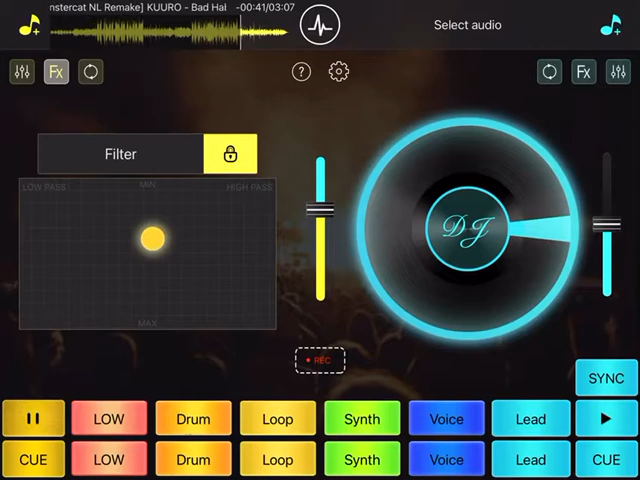 nstercat NL Remake] KUURO - Bad Hal
-00:41/03:07
Select audio
Fx
?
Fx
Filter
LOW PASS
MIN
HIGH PASS
MAX
DJ
REC
SYNC
LOW
Drum
Loop
Synth
Voice
Lead
CUE
LOW
Drum
Loop
Synth
Voice
Lead
CUE